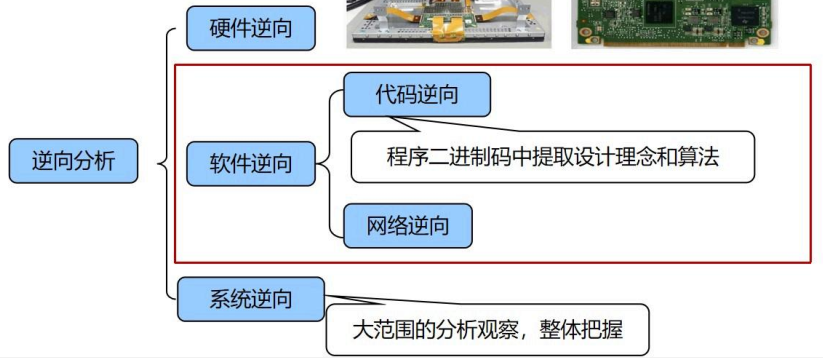 硬件逆向
代码逆向
程序二进制码中提取设计理念和算法
逆向分析
软件逆向
网络逆向
系统逆向
大范围的分析观察，整体把握